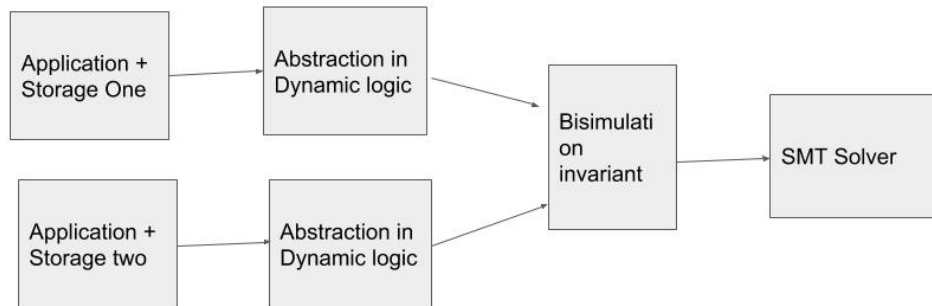 Application +
Storage One
Abstraction in
Dynamic logic
Application +
Storage two
Abstraction in
Dynamic logic
Bisimulati
on
invariant
SMT Solver